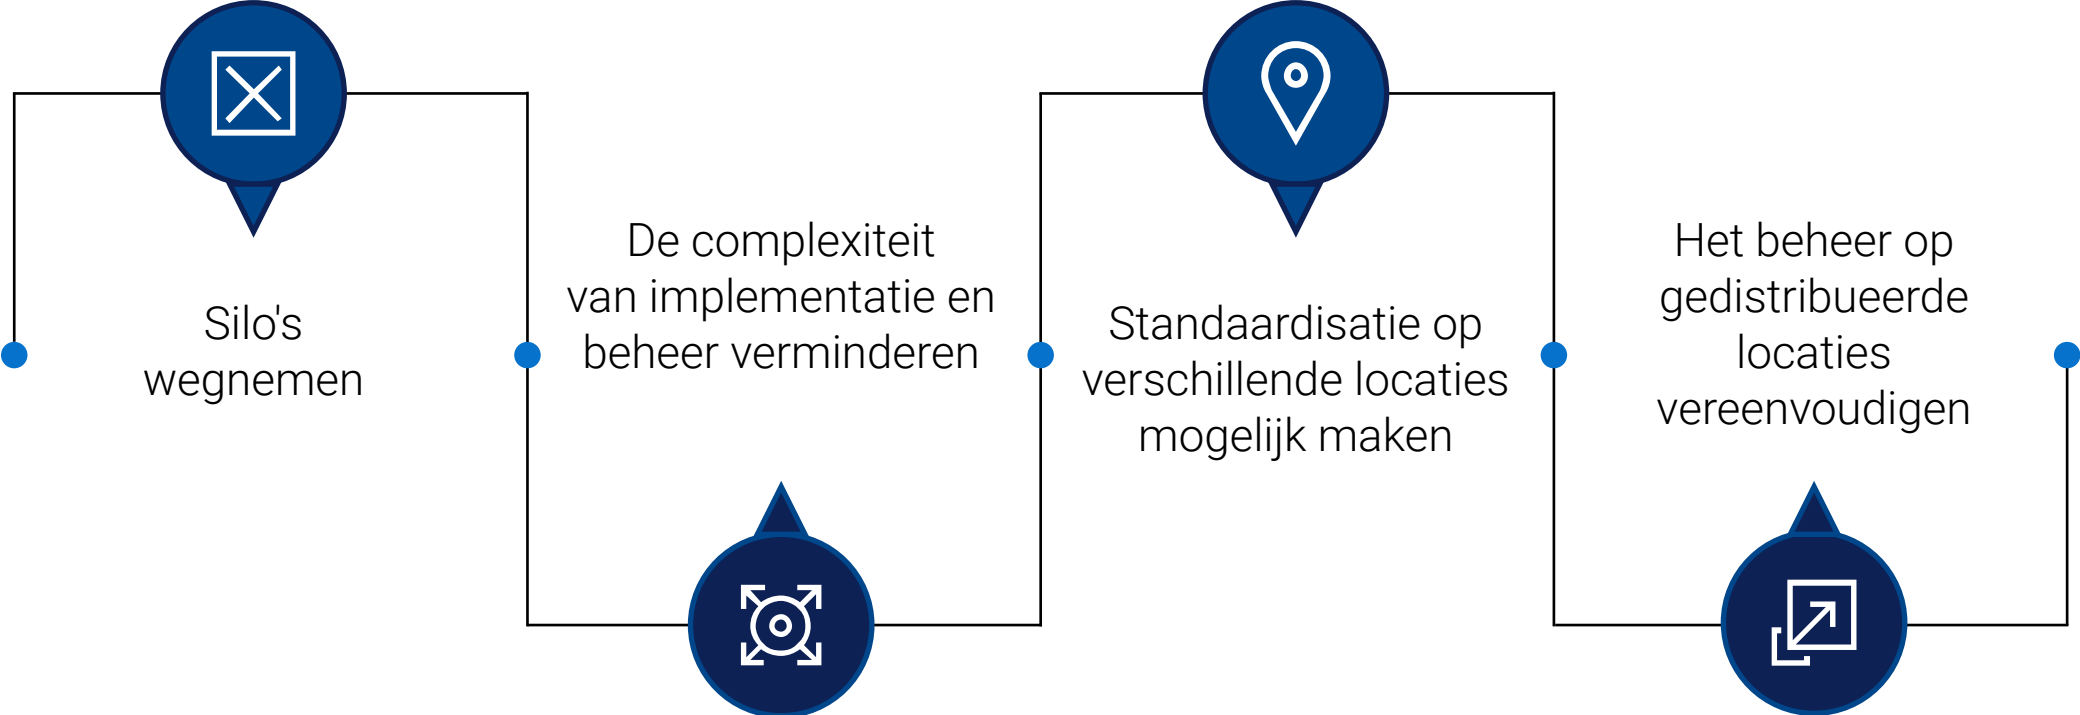 Silo's
wegnemen
De complexiteit
van implementatie en
beheer verminderen
Standaardisatie op
verschillende locaties
mogelijk maken
Het beheer op
gedistribueerde
locaties
vereenvoudigen